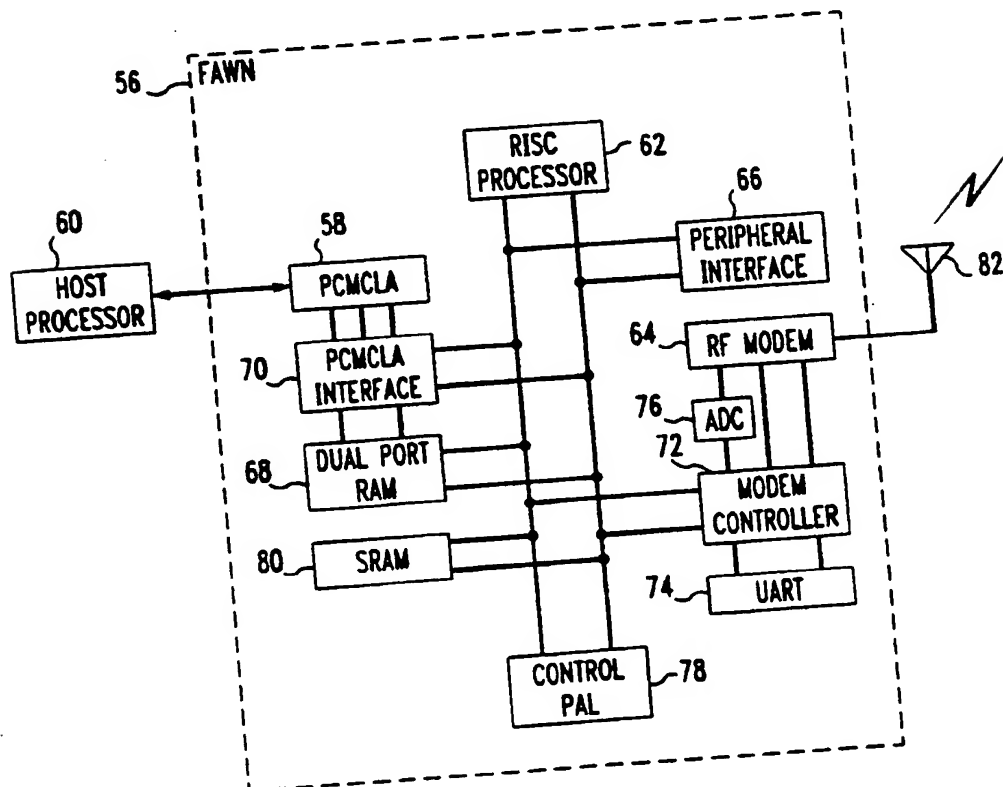 56
FAWN
RISC
PROCESSOR
62
66
60
58
PERIPHERAL
INTERFACE
82
HOST
PROCESSOR
PCMCLA
64
RF MODEM
70
PCMCLA
INTERFACE
76
ADC
72
68
DUAL PORT
RAM
MODEM
CONTROLLER
80
SRAM
74
UART
CONTROL
PAL
78